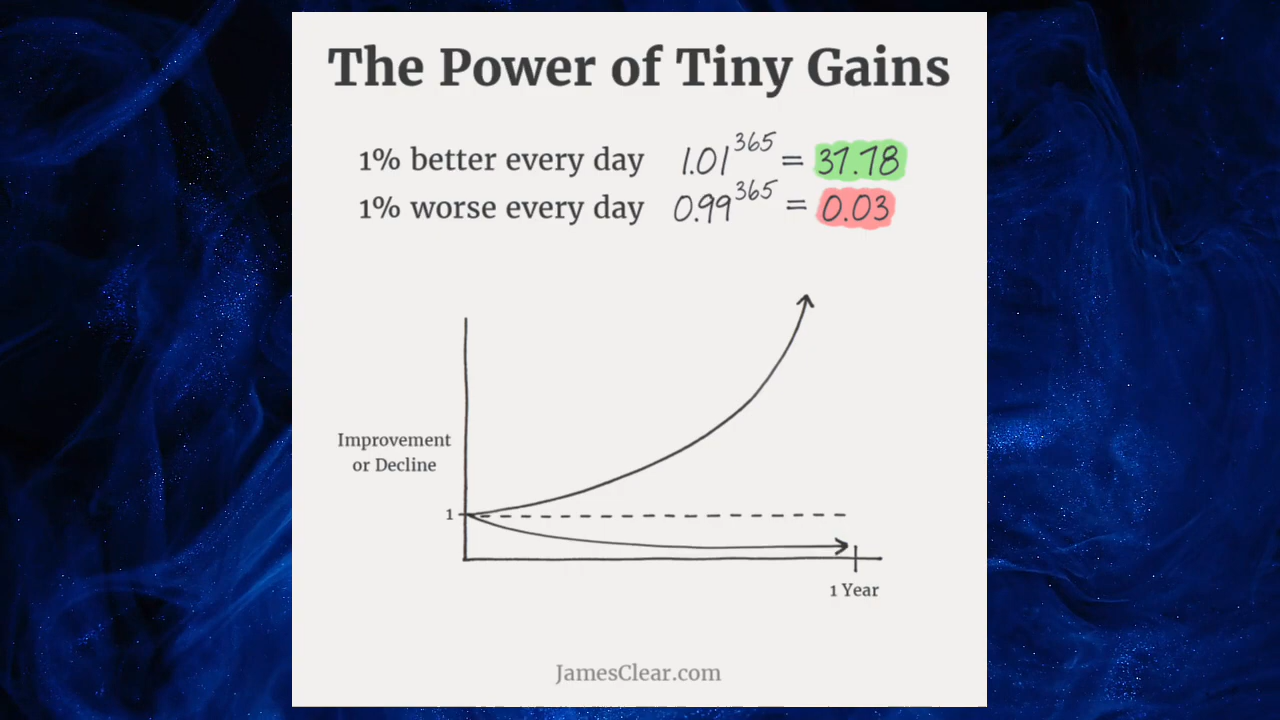 The Power of Tiny Gains
1% better every day 1.01^365 = 37.78
1% worse every day 0.99^365 = 0.03
Improvement
or Decline
1
1 Year
JamesClear.com